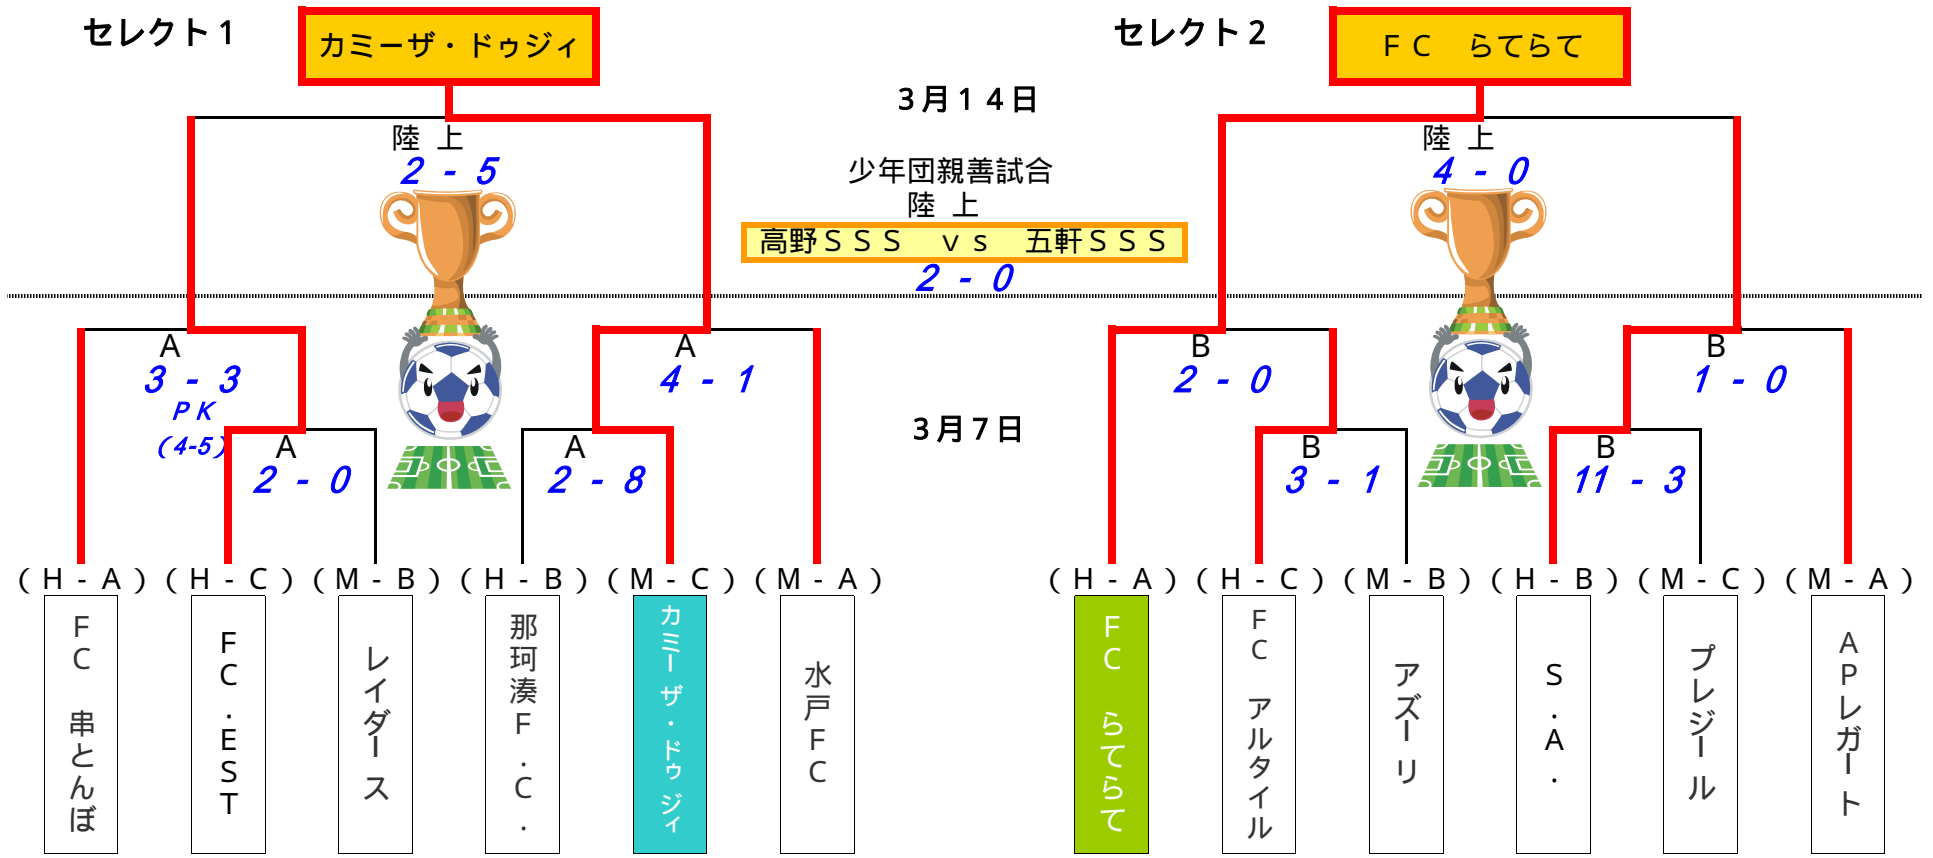 セレクト１
カミーザ・ドゥジィ
セレクト２
ＦＣ　らてらて
３月１４日
陸 上
2 - 5
少年団親善試合
陸 上
高野ＳＳＳ　ｖｓ　五軒ＳＳＳ
2 - 0
陸 上
4 - 0
A
3 - 3
PK
(4-5)
A
4 - 1
B
2 - 0
B
1 - 0
３月７日
A
2 - 0
A
2 - 8
B
3 - 1
B
11 - 3
(H-A)
(H-C)
(M-B)
(H-B)
(M-C)
(M-A)
(H-A)
(H-C)
(M-B)
(H-B)
(M-C)
(M-A)
ＦＣ　串とんぼ
ＦＣ.EST
レイダース
那珂湊Ｆ.Ｃ.
カミーザ・ドゥジィ
水戸ＦＣ
ＦＣ　らてらて
ＦＣ アルタイル
アズーリ
Ｓ.Ａ.
プレジール
APレガート